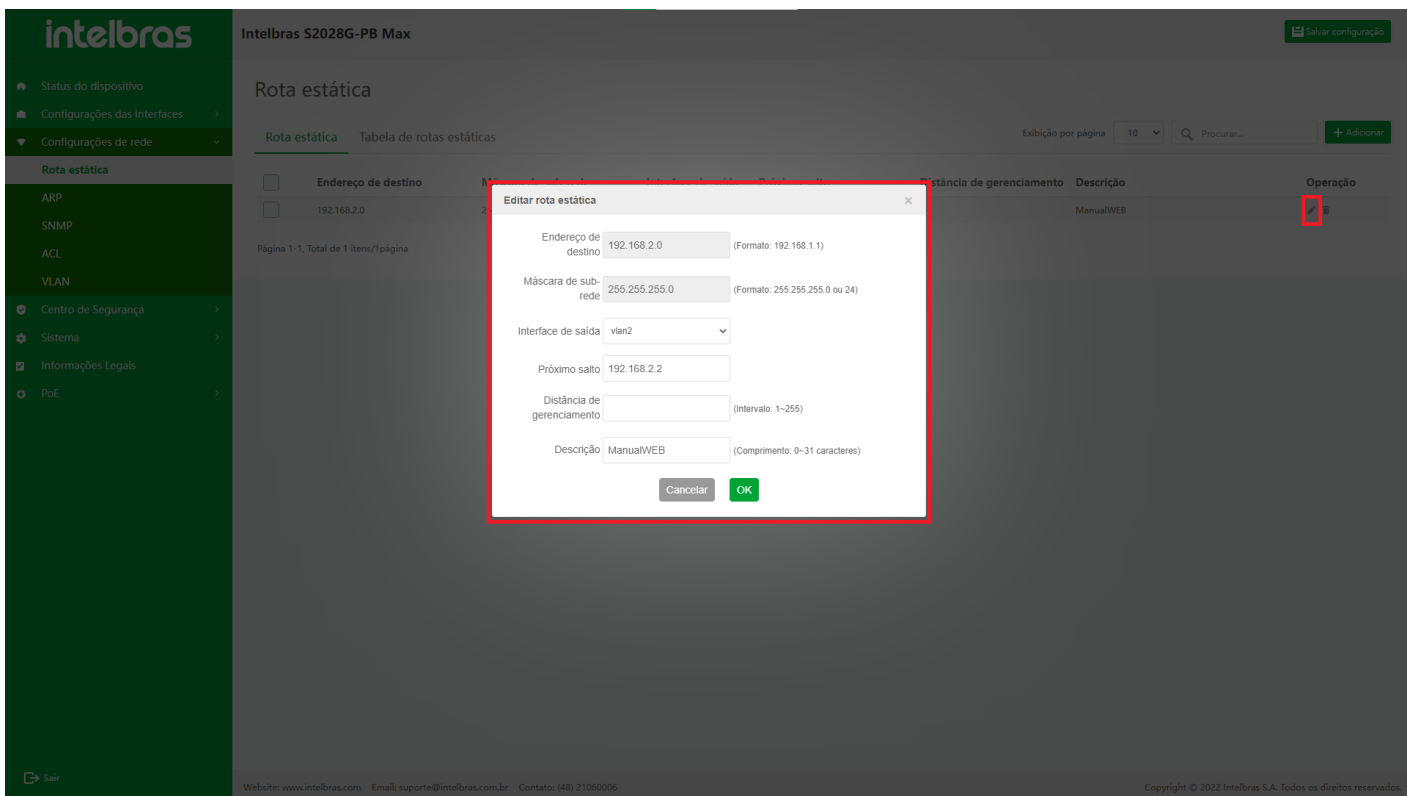 intelbras
Intelbras S2028G-PB Max
Salvar configuração
Status do dispositivo
Configurações das interfaces
Configurações de rede
Rota estática
ARP
SNMP
ACL
VLAN
Centro de Segurança
Sistema
Informações Legais
PoE
Sair
Rota estática
Rota estática Tabela de rotas estáticas
Exibição por página 10 Procurar... + Adicionar
Endereço de destino Distância de gerenciamento Descrição Operação
192.168.2.0 ManualWEB
Página 1-1, Total de 1 itens/1página
Editar rota estática ×
Endereço de
destino 192.168.2.0 (Formato: 192.168.1.1)
Máscara de sub-
rede 255.255.255.0 (Formato: 255.255.255.0 ou 24)
Interface de saída vlan2
Próximo salto 192.168.2.2
Distância de
gerenciamento (Intervalo: 1~255)
Descrição ManualWEB (Comprimento: 0~31 caracteres)
Cancelar OK
Website: www.intelbras.com Email: suporte@intelbras.com.br Contato: (48) 21060006 Copyright © 2022 Intelbras S.A. Todos os direitos reservados.